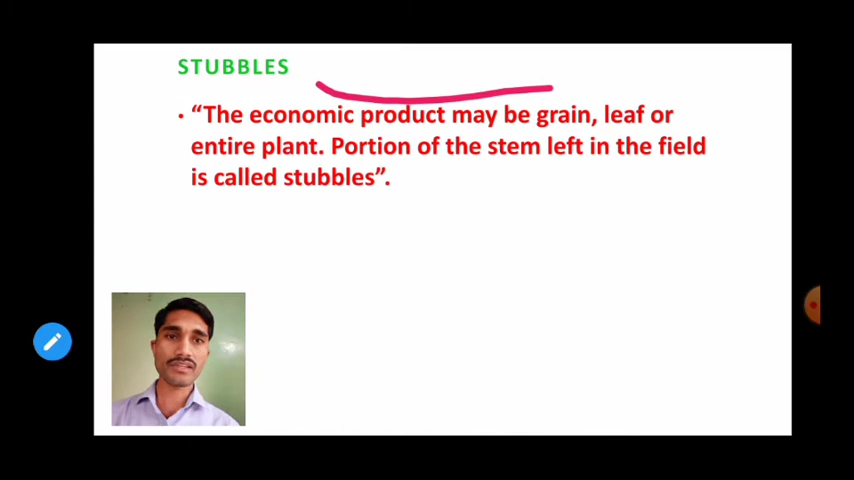 STUBBLES
• “The economic product may be grain, leaf or
entire plant. Portion of the stem left in the field
is called stubbles”.